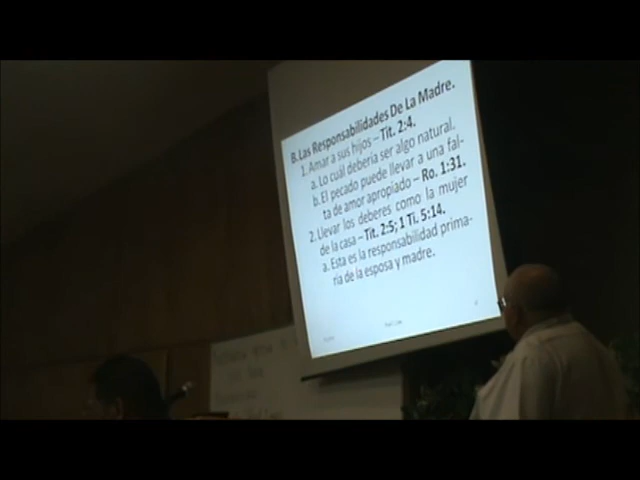 B. Las Responsabilidades De La Madre.
1. Amar a sus hijos – Tit. 2:4.
a. Lo cuál debería ser algo natural.
b. El pecado puede llevar a una fal-
ta de amor apropiado – Ro. 1:31.
2. Llevar los deberes como la mujer
de la casa – Tit. 2:5; 1 Ti. 5:14.
a. Esta es la responsabilidad prima-
ria de la esposa y madre.